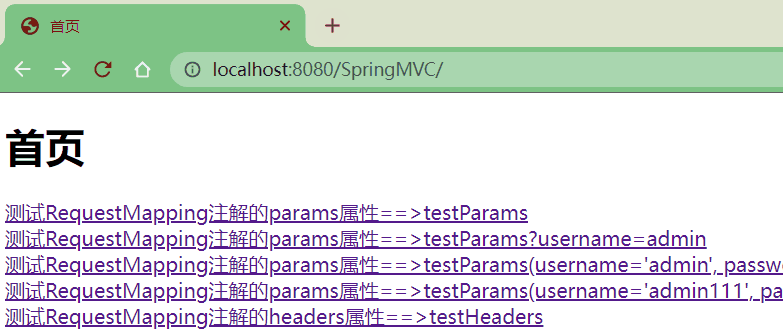 首页
localhost:8080/SpringMVC/
首页
测试RequestMapping注解的params属性==>testParams
测试RequestMapping注解的params属性==>testParams?username=admin
测试RequestMapping注解的params属性==>testParams(username='admin', passw
测试RequestMapping注解的params属性==>testParams(username='admin111', pa
测试RequestMapping注解的headers属性==>testHeaders